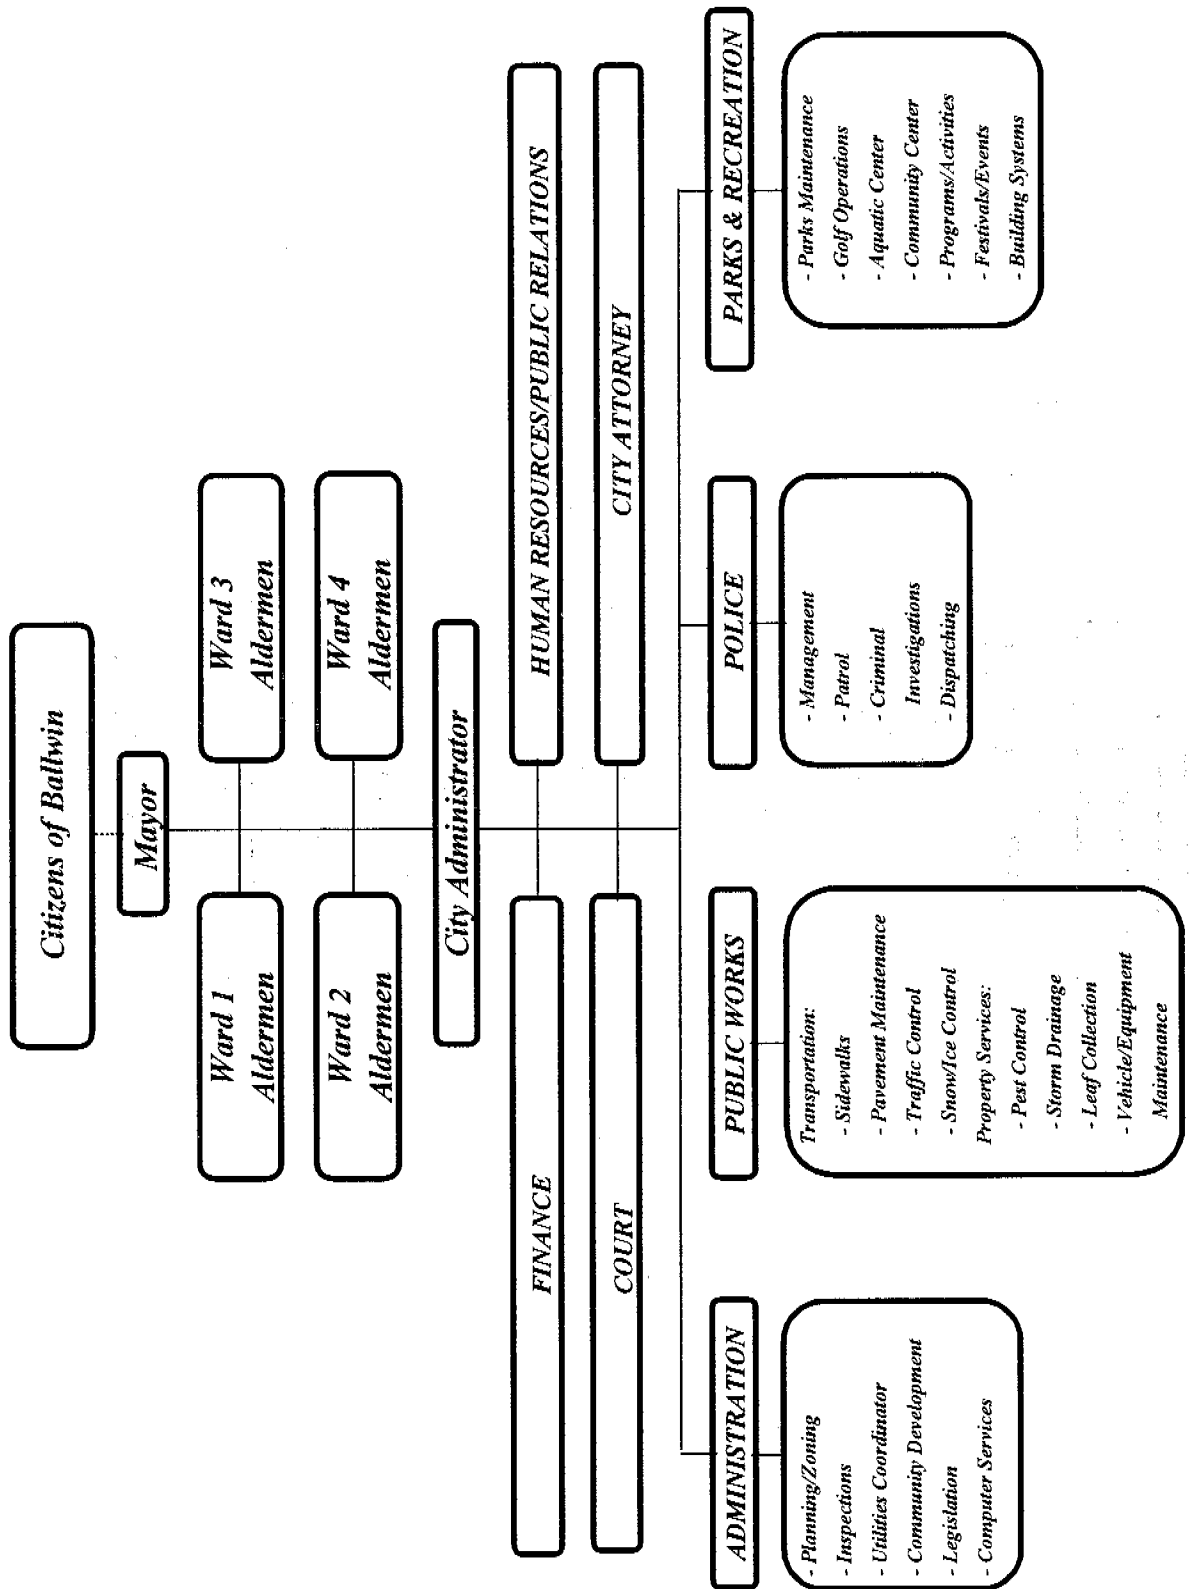 Citizens of Ballwin
Mayor
Ward 1
Aldermen
Ward 3
Aldermen
Ward 2
Aldermen
Ward 4
Aldermen
City Administrator
FINANCE
HUMAN RESOURCES/PUBLIC RELATIONS
COURT
CITY ATTORNEY
ADMINISTRATION
- Planning/Zoning
- Inspections
- Utilities Coordinator
- Community Development
- Legislation
- Computer Services
PUBLIC WORKS
Transportation:
- Sidewalks
- Pavement Maintenance
- Traffic Control
- Snow/Ice Control
Property Services:
- Pest Control
- Storm Drainage
- Leaf Collection
- Vehicle/Equipment
Maintenance
POLICE
- Management
- Patrol
- Criminal
Investigations
- Dispatching
PARKS & RECREATION
- Parks Maintenance
- Golf Operations
- Aquatic Center
- Community Center
- Programs/Activities
- Festivals/Events
- Building Systems